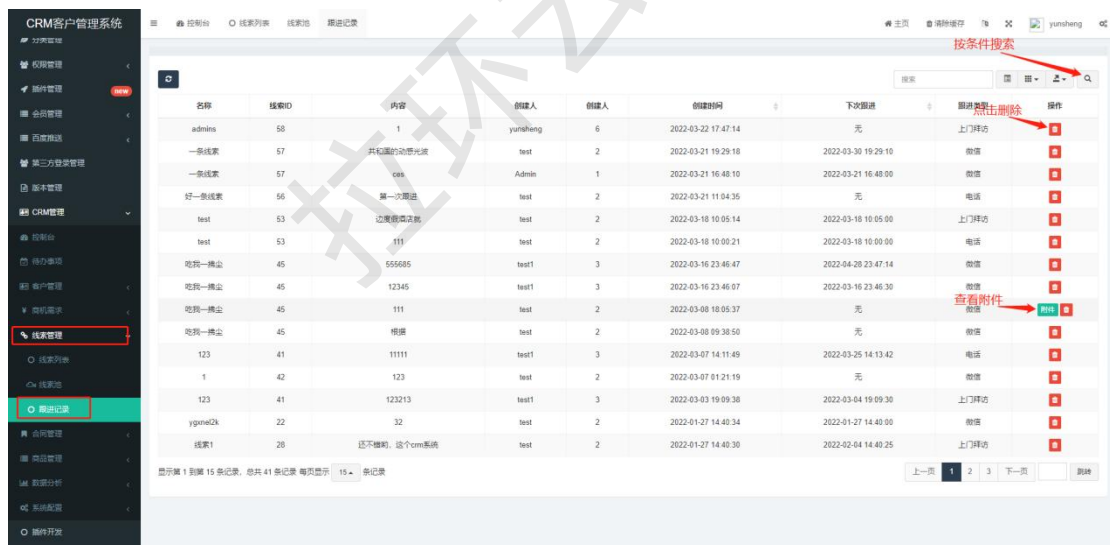 CRM客户管理系统
控制台 线索列表 线索池 跟进记录 主页 清除缓存 yunsheng
分类管理
权限管理
插件管理 new
会员管理
百度推送
第三方登录管理
版本管理
CRM管理
控制台
待办事项
客户管理
商机需求
线索管理
线索列表
线索池
跟进记录
合同管理
商品管理
数据分析
系统配置
插件开发
按条件搜索
搜索
名称 线索ID 内容 创建人 创建人 创建时间 下次跟进 跟进类型 操作
点击删除
admins 58 1 yunsheng 6 2022-03-22 17:47:14 无 上门拜访
一条线索 57 共和国的动感光波 test 2 2022-03-21 19:29:18 2022-03-30 19:29:10 微信
一条线索 57 ces Admin 1 2022-03-21 16:48:10 2022-03-21 16:48:00 微信
好一条线索 56 第一次跟进 test 2 2022-03-21 11:04:35 无 电话
test 53 边度假酒店就 test 2 2022-03-18 10:05:14 2022-03-18 10:05:00 上门拜访
test 53 111 test 2 2022-03-18 10:00:21 2022-03-18 10:00:00 电话
吃我一拂尘 45 555685 test1 3 2022-03-16 23:46:47 2022-04-28 23:47:14 微信
吃我一拂尘 45 12345 test1 3 2022-03-16 23:46:07 2022-03-16 23:46:30 微信
查看附件
吃我一拂尘 45 111 test 2 2022-03-08 18:05:37 无 微信 附件
吃我一拂尘 45 根据 test 2 2022-03-08 09:38:50 无 微信
123 41 11111 test1 3 2022-03-07 14:11:49 2022-03-25 14:13:42 电话
1 42 123 test 2 2022-03-07 01:21:19 无 微信
123 41 123213 test1 3 2022-03-03 19:09:38 2022-03-04 19:09:30 上门拜访
ygxnel2k 22 32 test 2 2022-01-27 14:40:34 2022-01-27 14:40:00 微信
线索1 28 还不错哟，这个crm系统 test 2 2022-01-27 14:40:30 2022-02-04 14:40:25 上门拜访
显示第 1 到第 15 条记录，总共 41 条记录 每页显示 15 条记录
上一页 1 2 3 下一页 跳转
拉环云